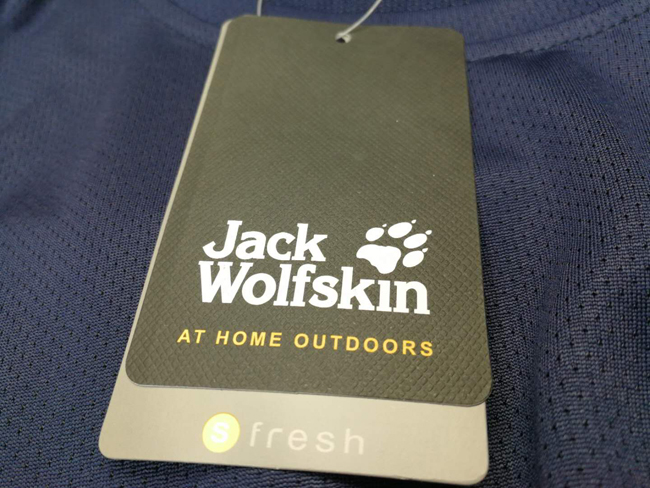 Jack
Wolfskin
AT HOME OUTDOORS
S fresh